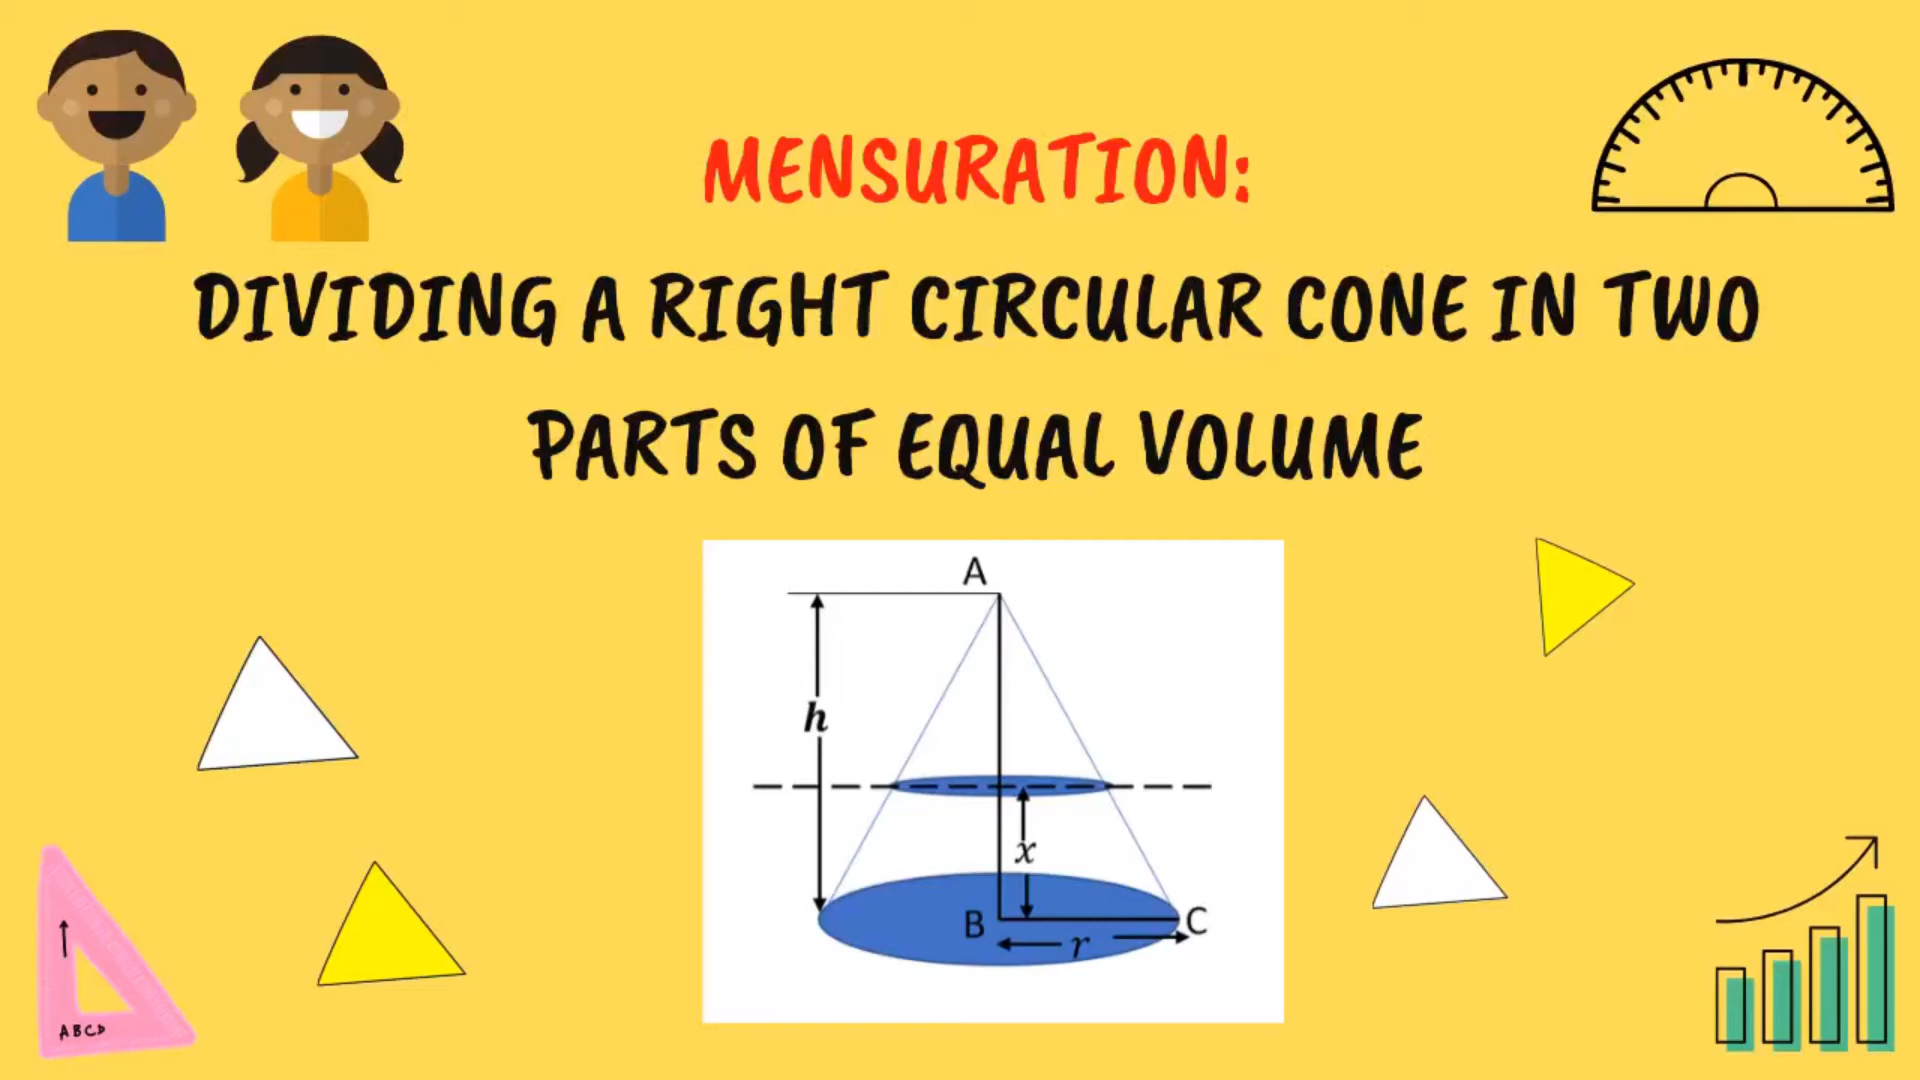 MENSURATION:
DIVIDING A RIGHT CIRCULAR CONE IN TWO
PARTS OF EQUAL VOLUME
A
h
x
B
C
r
ABCD